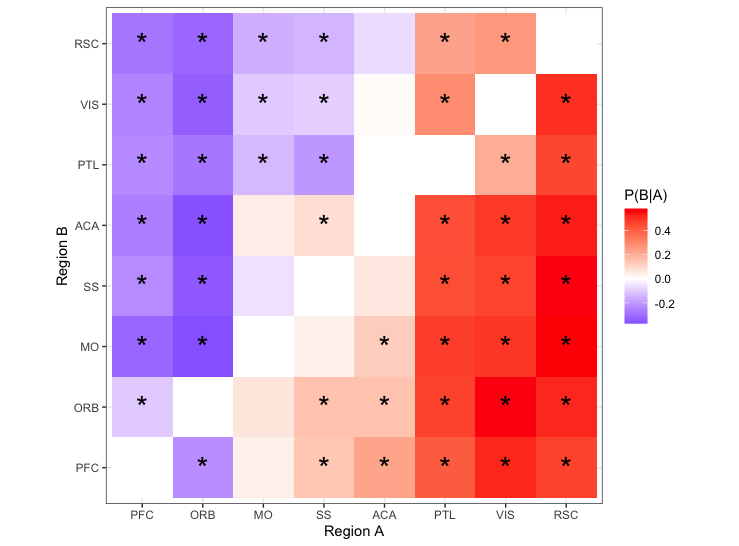 RSC
* * * * * *
VIS
* * * * * *
PTL
* * * * * *
ACA
* * * * * *
SS
* * * * *
MO
* * * * * *
ORB
* * * * * *
PFC
* * * * * *
PFC ORB MO SS ACA PTL VIS RSC
Region A
Region B
P(B|A)
0.4
0.2
0.0
-0.2